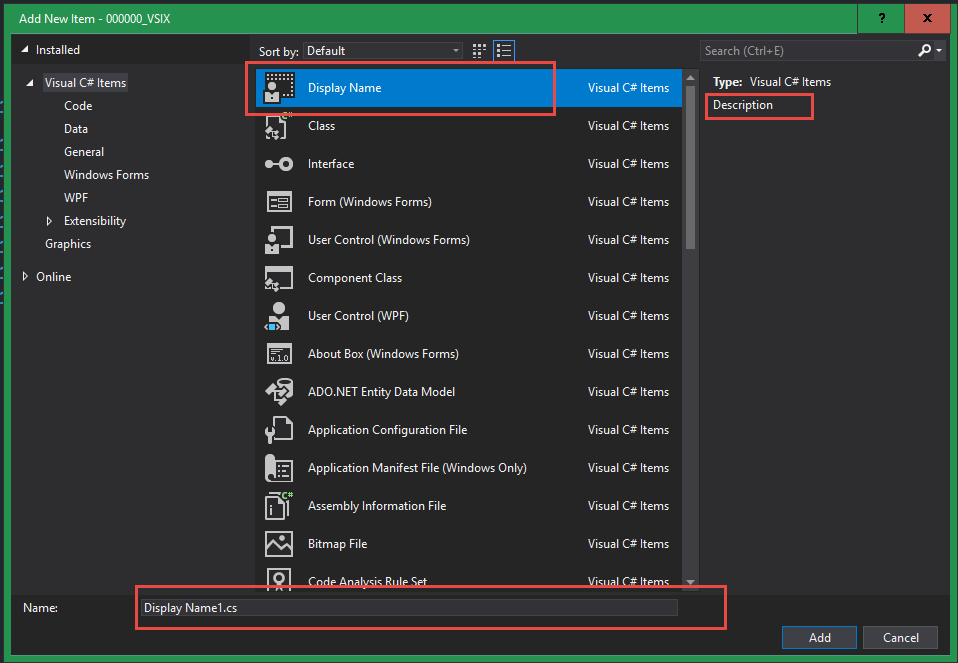 Add New Item - 000000_VSIX
?
x
Installed
Sort by: Default
Search (Ctrl+E)
Visual C# Items
Code
Data
General
Windows Forms
WPF
Extensibility
Graphics
Online
Display Name Visual C# Items
C# Class Visual C# Items
Interface Visual C# Items
Form (Windows Forms) Visual C# Items
User Control (Windows Forms) Visual C# Items
Component Class Visual C# Items
User Control (WPF) Visual C# Items
v.1.0 About Box (Windows Forms) Visual C# Items
ADO.NET Entity Data Model Visual C# Items
Application Configuration File Visual C# Items
Application Manifest File (Windows Only) Visual C# Items
C# Assembly Information File Visual C# Items
Bitmap File Visual C# Items
Code Analysis Rule Set Visual C# Items
Type: Visual C# Items
Description
Name: Display Name1.cs
Add
Cancel